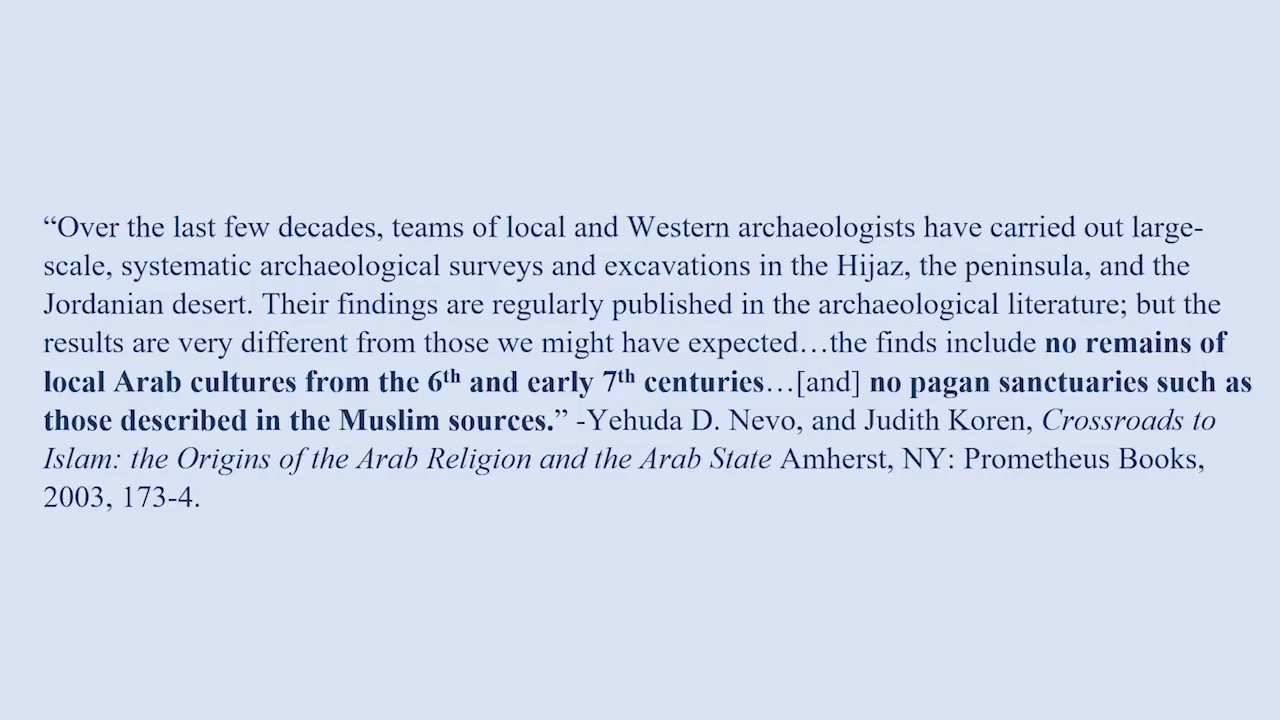 “Over the last few decades, teams of local and Western archaeologists have carried out large-
scale, systematic archaeological surveys and excavations in the Hijaz, the peninsula, and the
Jordanian desert. Their findings are regularly published in the archaeological literature; but the
results are very different from those we might have expected…the finds include no remains of
local Arab cultures from the 6th and early 7th centuries…[and] no pagan sanctuaries such as
those described in the Muslim sources.” -Yehuda D. Nevo, and Judith Koren, Crossroads to
Islam: the Origins of the Arab Religion and the Arab State Amherst, NY: Prometheus Books,
2003, 173-4.